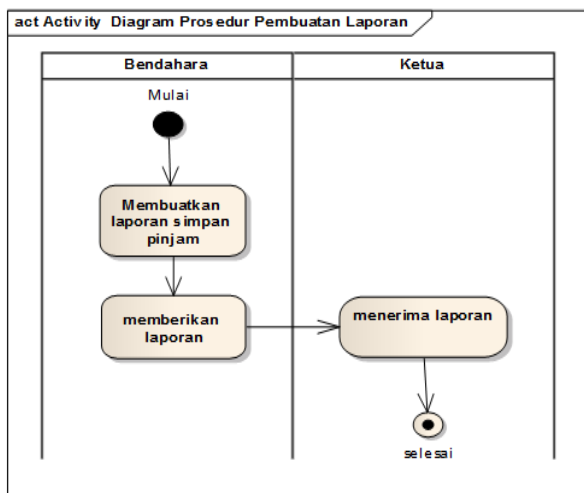 act Activity Diagram Prosedur Pembuatan Laporan
Bendahara
Ketua
Mulai
Membuatkan
laporan simpan
pinjam
memberikan
laporan
menerima laporan
selesai